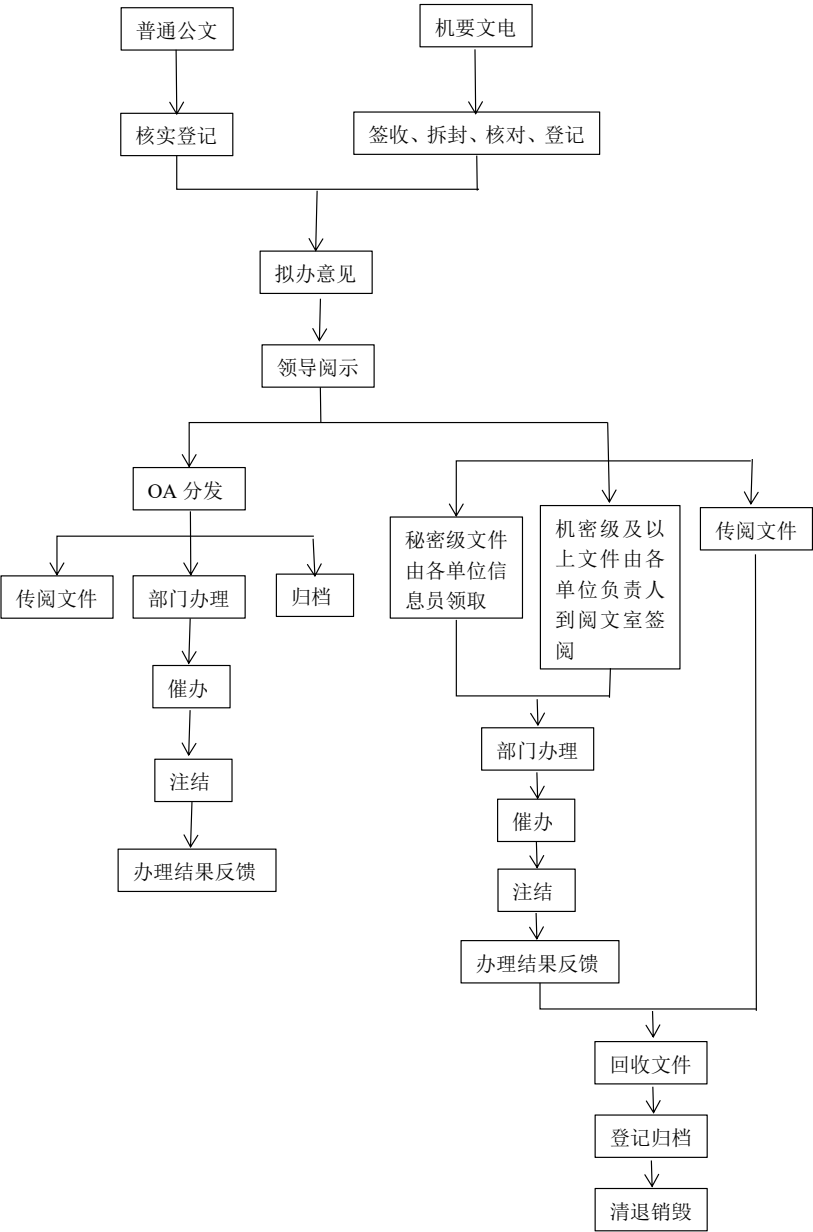 普通公文
机要文电
核实登记
签收、拆封、核对、登记
拟办意见
领导阅示
OA 分发
秘密级文件
由各单位信
息员领取
机密级及以
上文件由各
单位负责人
到阅文室签
阅
传阅文件
传阅文件
部门办理
归档
催办
注结
办理结果反馈
部门办理
催办
注结
办理结果反馈
回收文件
登记归档
清退销毁